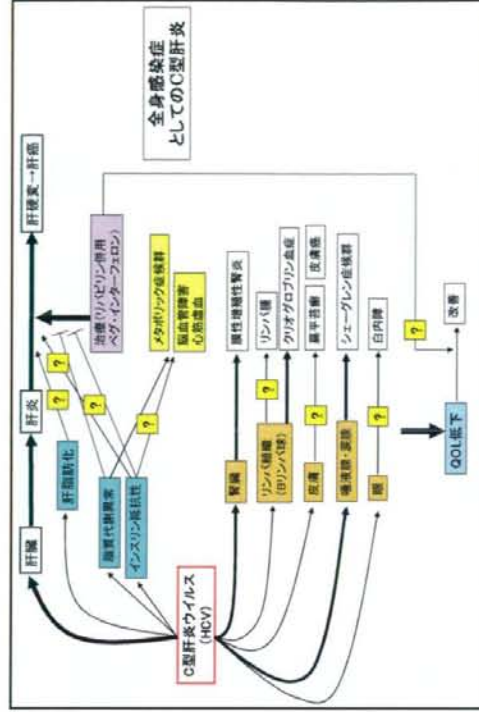 全身感染症
としてのC型肝炎
肝臓
肝炎
肝硬変→肝癌
肝脂肪化
?
脂質代謝異常
?
治療(リバビリン併用
ペグ・インターフェロン)
インスリン抵抗性
?
メタボリック症候群
脳血管障害
心筋虚血
C型肝炎ウイルス
(HCV)
腎臓
膜性増殖性腎炎
リンパ組織
(Bリンパ球)
?
リンパ腫
クリオグロブリン血症
皮膚
?
扁平苔癬
皮膚癌
唾液腺・涙腺
シェーグレン症候群
眼
?
白内障
?
QOL低下
改善